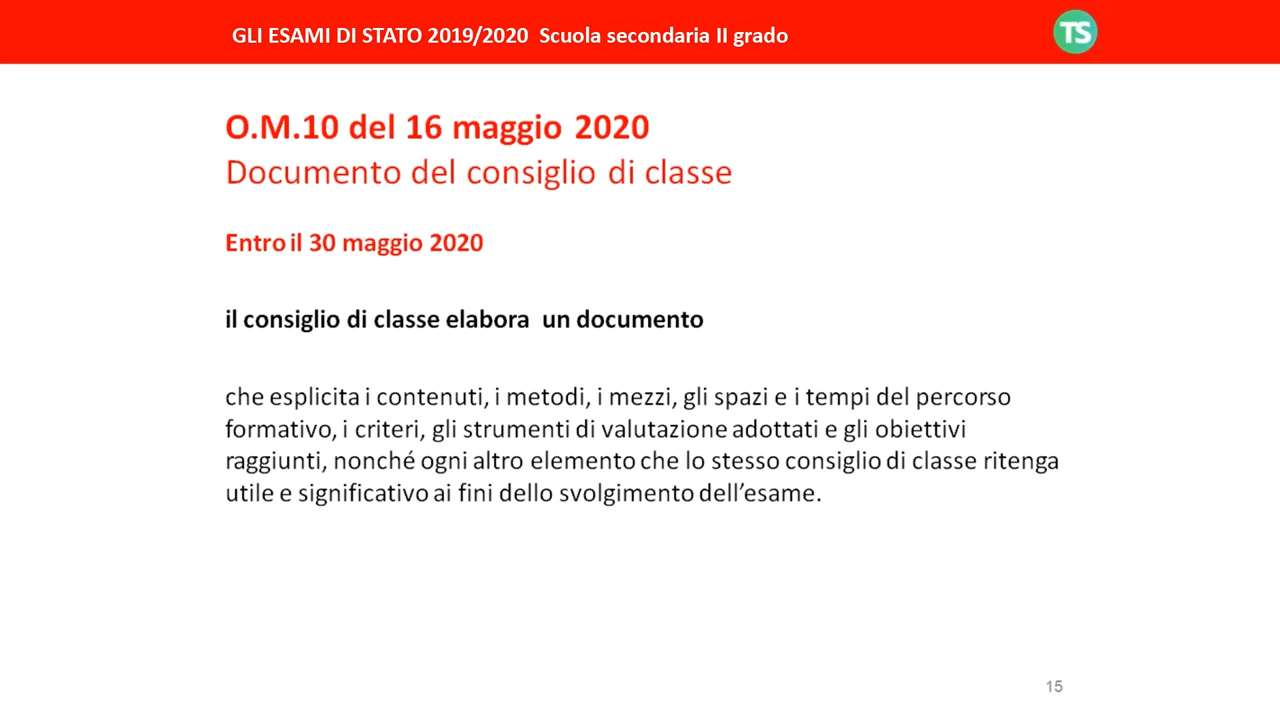 GLI ESAMI DI STATO 2019/2020 Scuola secondaria II grado
TS
O.M.10 del 16 maggio 2020
Documento del consiglio di classe
Entro il 30 maggio 2020
il consiglio di classe elabora un documento
che esplicita i contenuti, i metodi, i mezzi, gli spazi e i tempi del percorso
formativo, i criteri, gli strumenti di valutazione adottati e gli obiettivi
raggiunti, nonché ogni altro elemento che lo stesso consiglio di classe ritenga
utile e significativo ai fini dello svolgimento dell’esame.
15